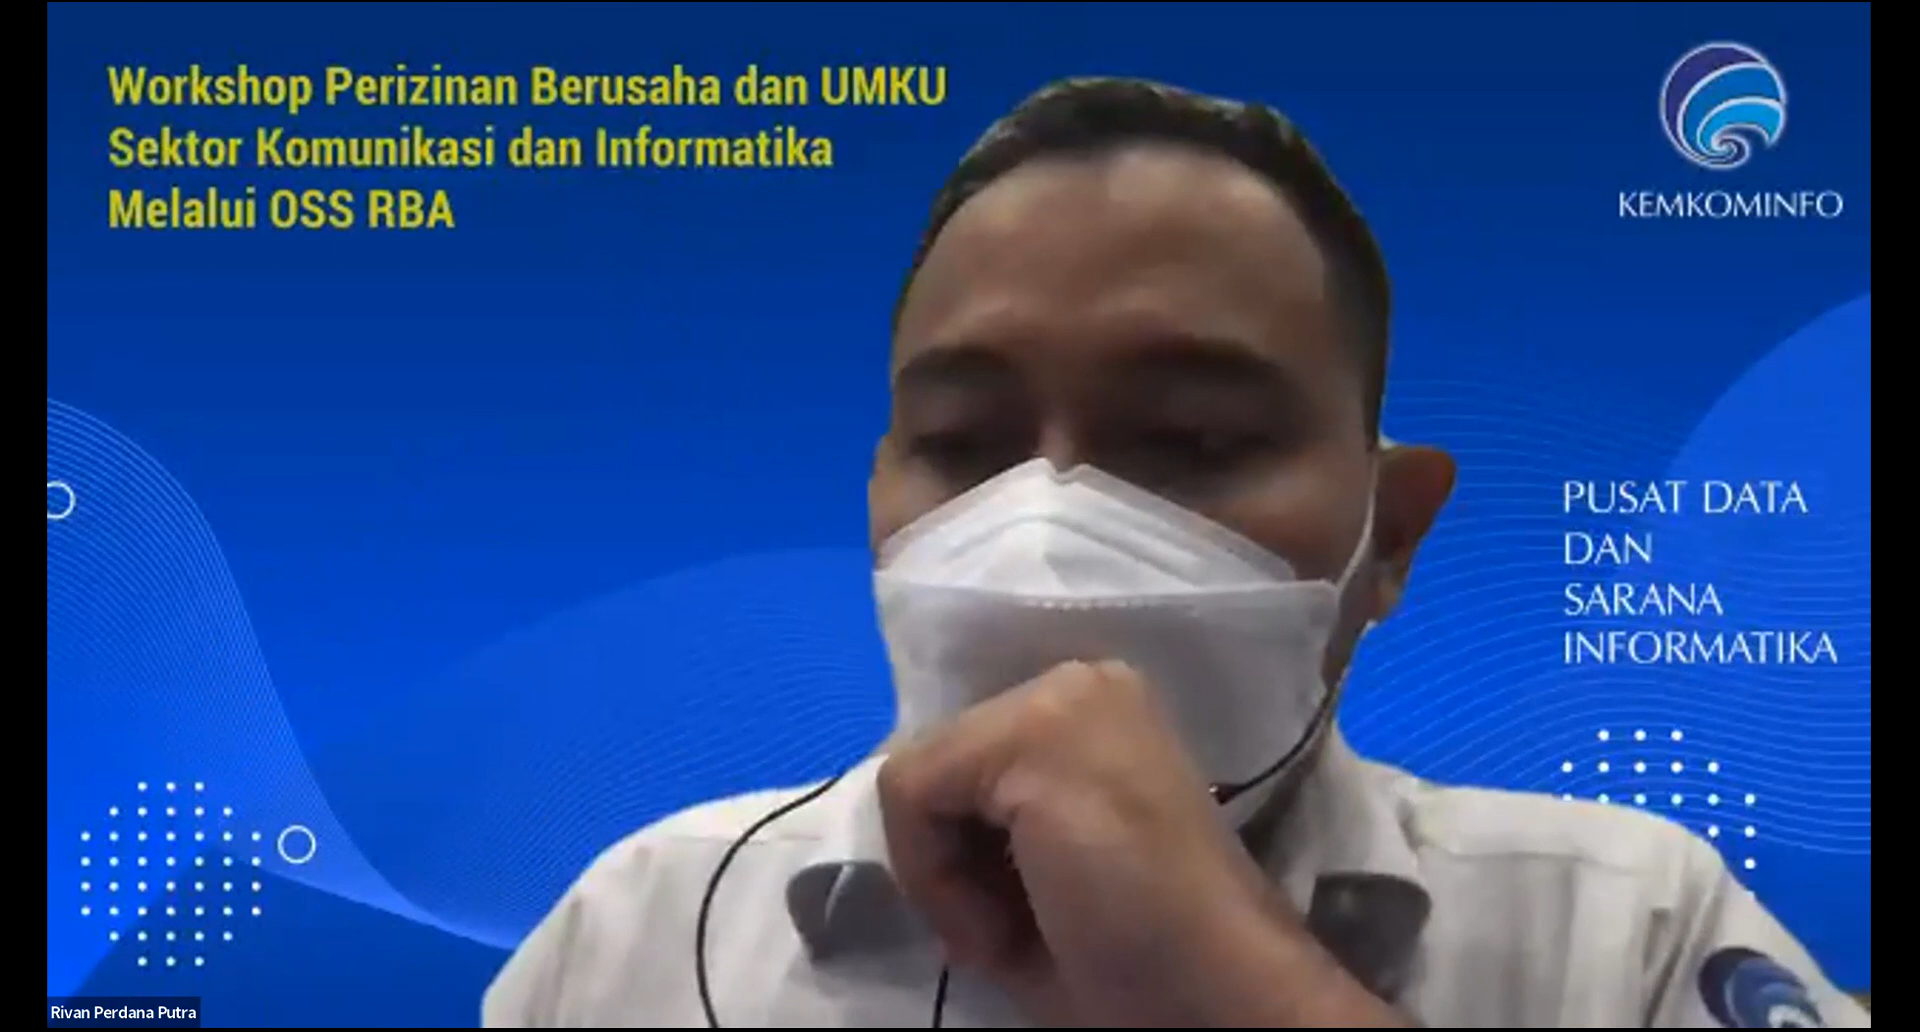 Workshop Perizinan Berusaha dan UMKU
Sektor Komunikasi dan Informatika
Melalui OSS RBA
KEMKOMINFO
PUSAT DATA
DAN
SARANA
INFORMATIKA
Rivan Perdana Putra